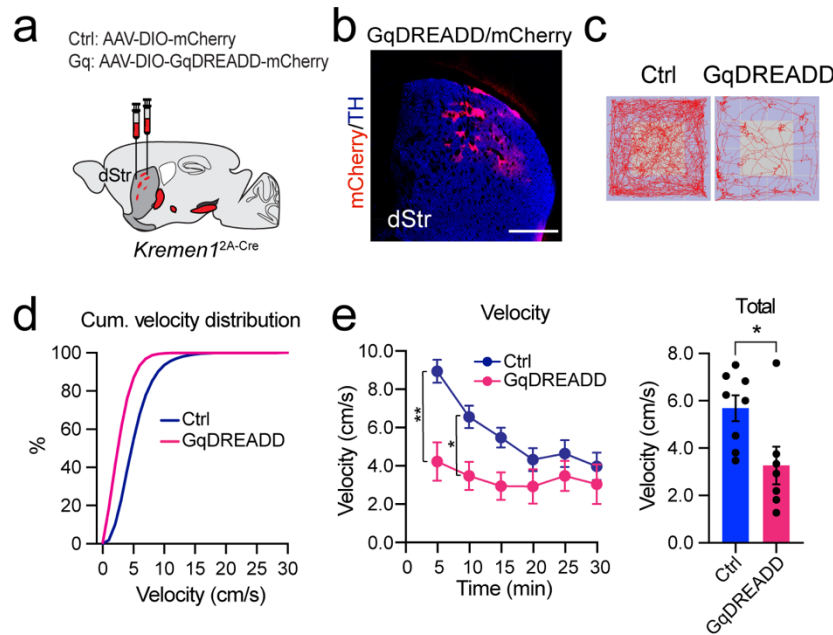 a
Ctrl: AAV-DIO-mCherry
Gq: AAV-DIO-GqDREADD-mCherry
dStr
Kremen12A-Cre
b
GqDREADD/mCherry
mCherry/TH
dStr
c
Ctrl GqDREADD
d
Cum. velocity distribution
%
100
80
60
40
20
0
Ctrl
GqDREADD
0 5 10 15 20 25 30
Velocity (cm/s)
e
Velocity
Velocity (cm/s)
10.0
8.0
6.0
4.0
2.0
0.0
**
*
Ctrl
GqDREADD
0 5 10 15 20 25 30
Time (min)
Total
*
Velocity (cm/s)
8.0
6.0
4.0
2.0
0.0
Ctrl
GqDREADD